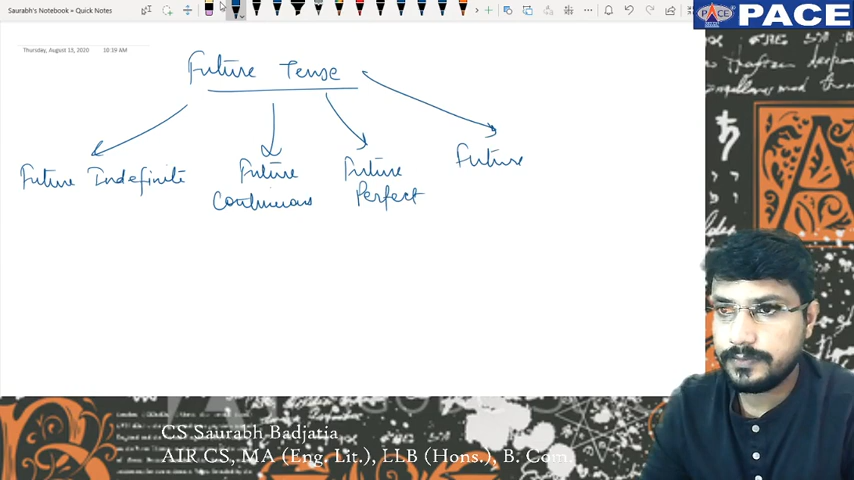 Saurabh's Notebook » Quick Notes
PACE
PACE
Thursday, August 13, 2020 10:19 AM
Future Tense
Future Indefinite
Future
Continuous
Future
Perfect
Future
A
CS Saurabh Badjatia
AIR CS, MA (Eng. Lit.), LLB (Hons.), B. Com.